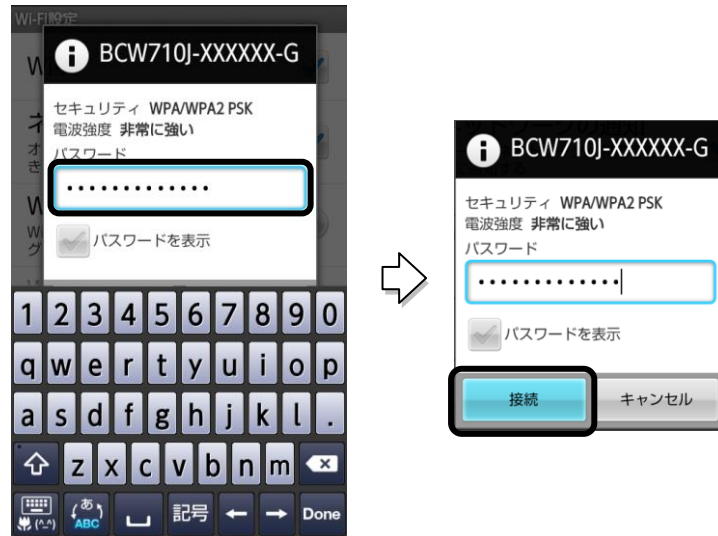 Wi-Fi設定
BCW710J-XXXXXX-G
セキュリティ WPA/WPA2 PSK
電波強度 非常に強い
パスワード
•••••••••••••
パスワードを表示
1 2 3 4 5 6 7 8 9 0
q w e r t y u i o p
a s d f g h j k l .
z x c v b n m
(^_^) あ ABC 記号 ← → Done
BCW710J-XXXXXX-G
セキュリティ WPA/WPA2 PSK
電波強度 非常に強い
パスワード
•••••••••••••
パスワードを表示
接続 キャンセル